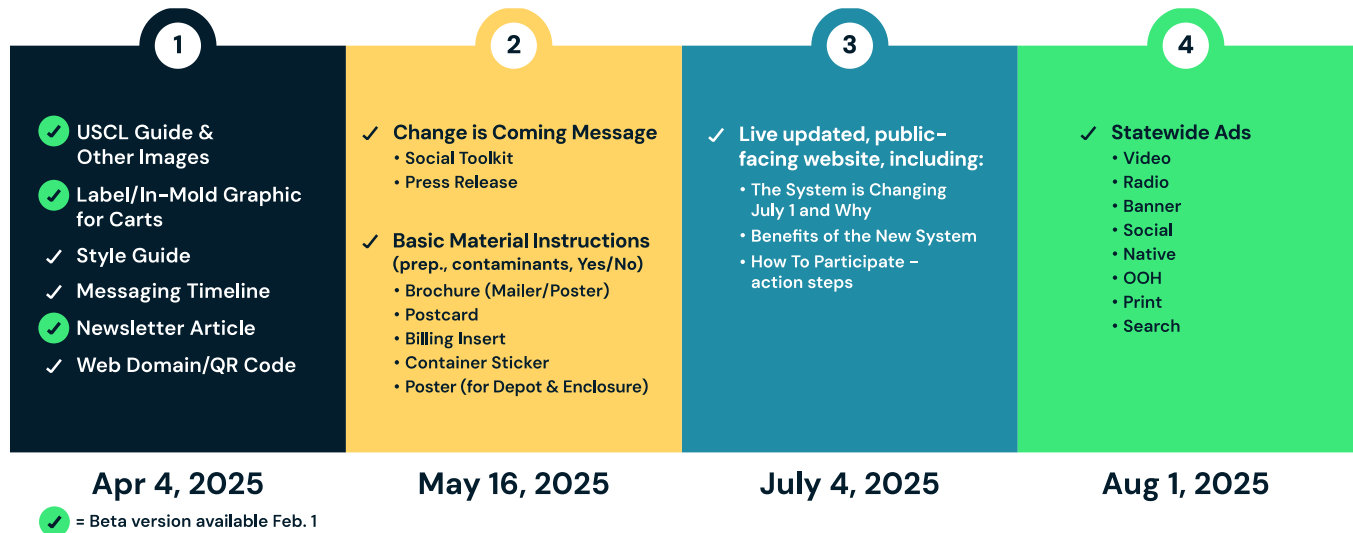 1
USCL Guide &
Other Images
Label/In-Mold Graphic
for Carts
Style Guide
Messaging Timeline
Newsletter Article
Web Domain/QR Code
Apr 4, 2025
= Beta version available Feb. 1
2
Change is Coming Message
• Social Toolkit
• Press Release
Basic Material Instructions
(prep., contaminants, Yes/No)
• Brochure (Mailer/Poster)
• Postcard
• Billing Insert
• Container Sticker
• Poster (for Depot & Enclosure)
May 16, 2025
3
Live updated, public-
facing website, including:
• The System is Changing
July 1 and Why
• Benefits of the New System
• How To Participate –
action steps
July 4, 2025
4
Statewide Ads
• Video
• Radio
• Banner
• Social
• Native
• OOH
• Print
• Search
Aug 1, 2025